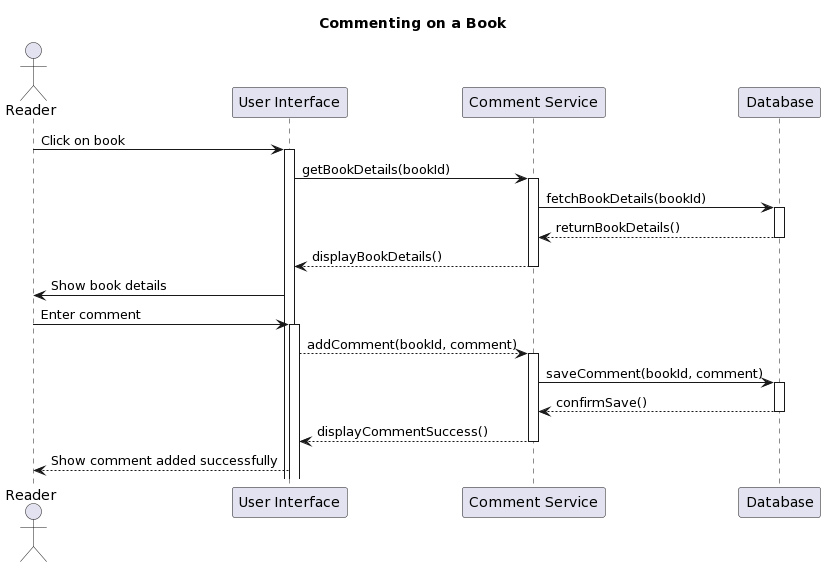 Commenting on a Book
Reader
User Interface
Comment Service
Database
Click on book
getBookDetails(bookId)
fetchBookDetails(bookId)
returnBookDetails()
displayBookDetails()
Show book details
Enter comment
addComment(bookId, comment)
saveComment(bookId, comment)
confirmSave()
displayCommentSuccess()
Show comment added successfully
Reader
User Interface
Comment Service
Database